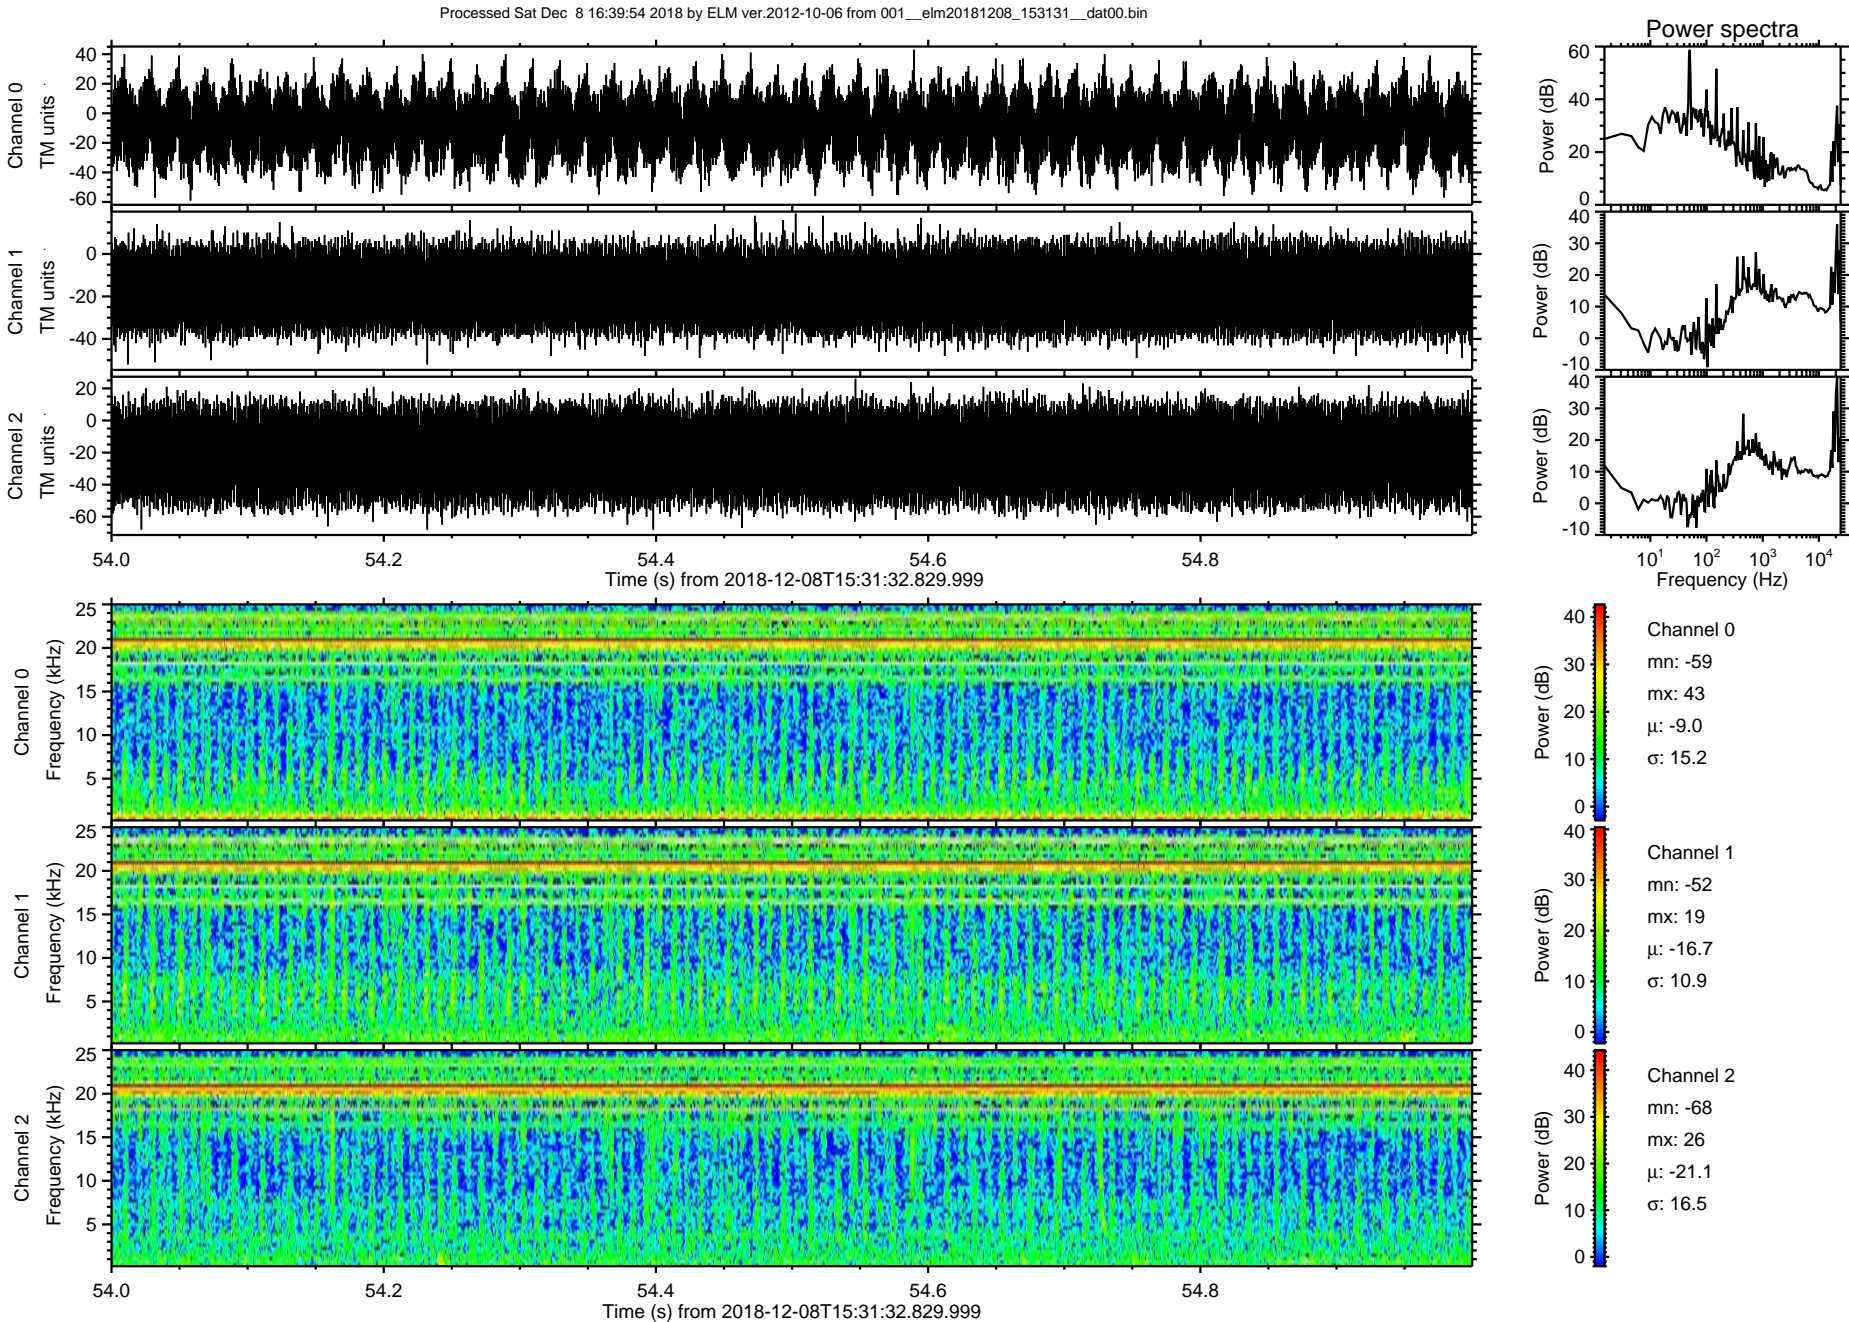 Processed Sat Dec 8 16:39:54 2018 by ELM ver.2012-10-06 from 001__elm20181208_153131__dat00.bin
Power spectra
Channel 0
TM units
40
20
0
-20
-40
-60
Power (dB)
60
40
20
0
Channel 1
TM units
0
-20
-40
Power (dB)
40
30
20
10
0
-10
Channel 2
TM units
20
0
-20
-40
-60
Power (dB)
40
30
20
10
0
-10
54.0 54.2 54.4 54.6 54.8
Time (s) from 2018-12-08T15:31:32.829.999
10^1 10^2 10^3 10^4
Frequency (Hz)
Channel 0
Frequency (kHz)
25
20
15
10
5
Power (dB)
40
30
20
10
0
Channel 0
mn: -59
mx: 43
μ: -9.0
σ: 15.2
Channel 1
Frequency (kHz)
25
20
15
10
5
Power (dB)
40
30
20
10
0
Channel 1
mn: -52
mx: 19
μ: -16.7
σ: 10.9
Channel 2
Frequency (kHz)
25
20
15
10
5
Power (dB)
40
30
20
10
0
Channel 2
mn: -68
mx: 26
μ: -21.1
σ: 16.5
54.0 54.2 54.4 54.6 54.8
Time (s) from 2018-12-08T15:31:32.829.999